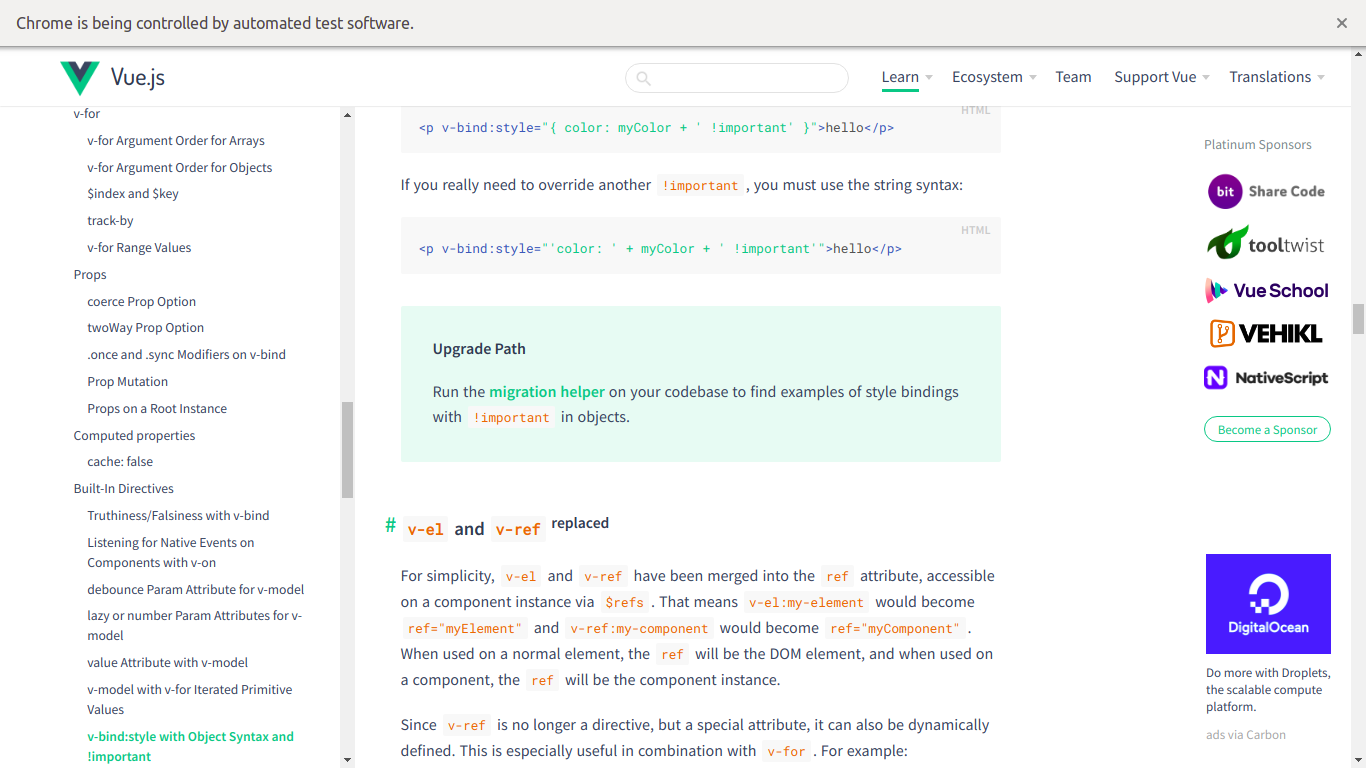 Chrome is being controlled by automated test software.
Vue.js
Learn
Ecosystem
Team
Support Vue
Translations
v-for
v-for Argument Order for Arrays
v-for Argument Order for Objects
$index and $key
track-by
v-for Range Values
Props
coerce Prop Option
twoWay Prop Option
.once and .sync Modifiers on v-bind
Prop Mutation
Props on a Root Instance
Computed properties
cache: false
Built-In Directives
Truthiness/Falsiness with v-bind
Listening for Native Events on
Components with v-on
debounce Param Attribute for v-model
lazy or number Param Attributes for v-
model
value Attribute with v-model
v-model with v-for Iterated Primitive
Values
v-bind:style with Object Syntax and
!important
HTML
<p v-bind:style="{ color: myColor + ' !important' }">hello</p>
If you really need to override another !important , you must use the string syntax:
HTML
<p v-bind:style="'color: ' + myColor + ' !important'">hello</p>
Upgrade Path
Run the migration helper on your codebase to find examples of style bindings
with !important in objects.
# v-el and v-ref replaced
For simplicity, v-el and v-ref have been merged into the ref attribute, accessible
on a component instance via $refs . That means v-el:my-element would become
ref="myElement" and v-ref:my-component would become ref="myComponent" .
When used on a normal element, the ref will be the DOM element, and when used on
a component, the ref will be the component instance.
Since v-ref is no longer a directive, but a special attribute, it can also be dynamically
defined. This is especially useful in combination with v-for . For example:
Platinum Sponsors
bit Share Code
tooltwist
Vue School
VEHIKL
NativeScript
Become a Sponsor
DigitalOcean
Do more with Droplets,
the scalable compute
platform.
ads via Carbon